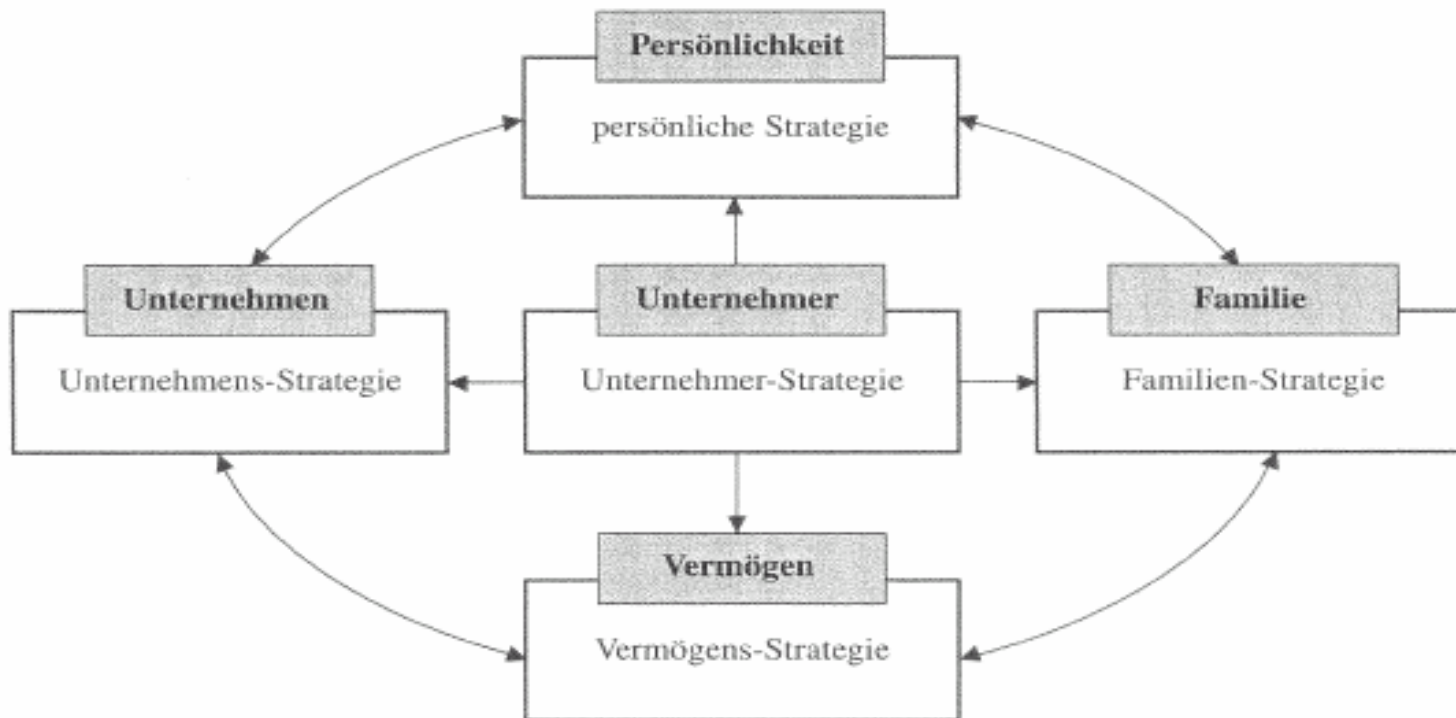 Persönlichkeit
persönliche Strategie
Unternehmen
Unternehmens-Strategie
Unternehmer
Unternehmer-Strategie
Familie
Familien-Strategie
Vermögen
Vermögens-Strategie